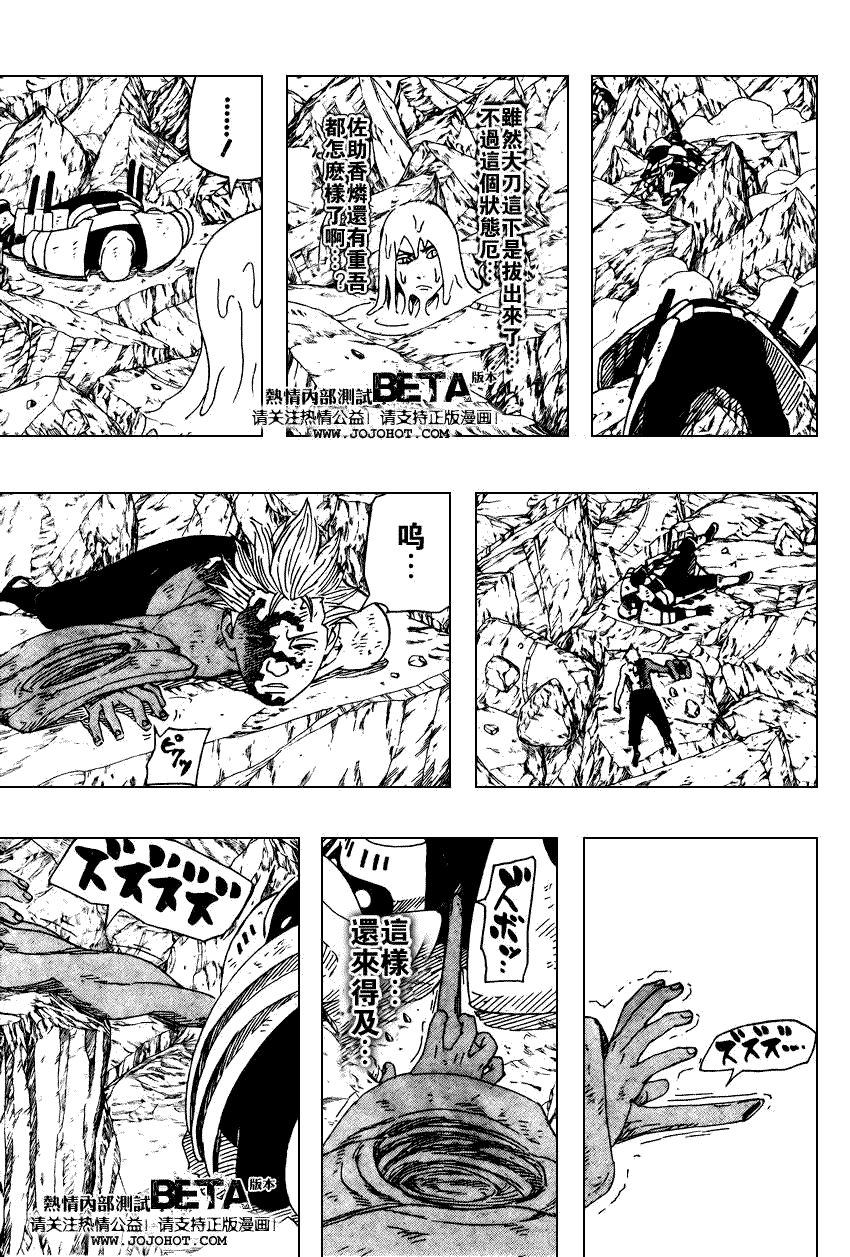 雖然大刀這下是拔出來了…
不過這個狀態厄…
佐助香燐還有重吾
都怎麼樣了啊…?
……!
熱情內部測試BETA版本
请关注热情公益! 请支持正版漫画!
WWW.JOJOHOT.COM
呜…
ピクッ
ズズズ…
ズボッ…
這樣…
還來得及…
ズズズズ
熱情內部測試BETA版本
请关注热情公益! 请支持正版漫画!
WWW.JOJOHOT.COM